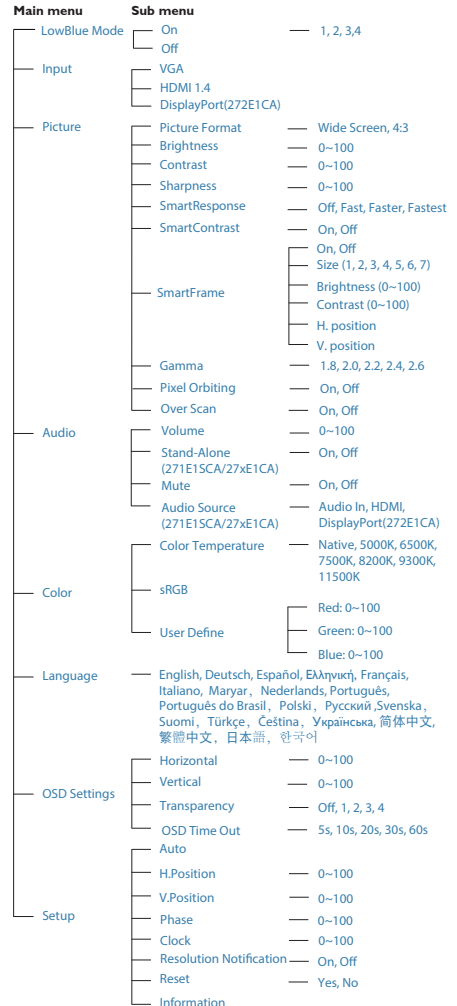 Main menu Sub menu
LowBlue Mode On 1, 2, 3,4
Off
Input VGA
HDMI 1.4
DisplayPort(272E1CA)
Picture Picture Format Wide Screen, 4:3
Brightness 0~100
Contrast 0~100
Sharpness 0~100
SmartResponse Off, Fast, Faster, Fastest
SmartContrast On, Off
On, Off
Size (1, 2, 3, 4, 5, 6, 7)
Brightness (0~100)
SmartFrame
Contrast (0~100)
H. position
V. position
Gamma 1.8, 2.0, 2.2, 2.4, 2.6
Pixel Orbiting On, Off
Over Scan On, Off
Audio Volume 0~100
Stand-Alone On, Off
(271E1SCA/27xE1CA)
Mute On, Off
Audio Source Audio In, HDMI,
(271E1SCA/27xE1CA) DisplayPort(272E1CA)
Color Temperature Native, 5000K, 6500K,
7500K, 8200K, 9300K,
11500K
Color sRGB
Red: 0~100
User Define Green: 0~100
Blue: 0~100
Language English, Deutsch, Español, Ελληνική, Français,
Italiano, Maryar, Nederlands, Português,
Português do Brasil, Polski, Русский ,Svenska,
Suomi, Türkçe, Čeština, Українська, 简体中文,
繁體中文, 日本語, 한국어
Horizontal 0~100
Vertical 0~100
OSD Settings
Transparency Off, 1, 2, 3, 4
OSD Time Out 5s, 10s, 20s, 30s, 60s
Auto
H.Position 0~100
V.Position 0~100
Setup Phase 0~100
Clock 0~100
Resolution Notification On, Off
Reset Yes, No
Information